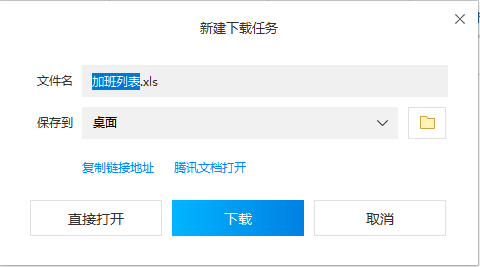 新建下载任务
文件名 加班列表.xls
保存到 桌面
复制链接地址 腾讯文档打开
直接打开 下载 取消